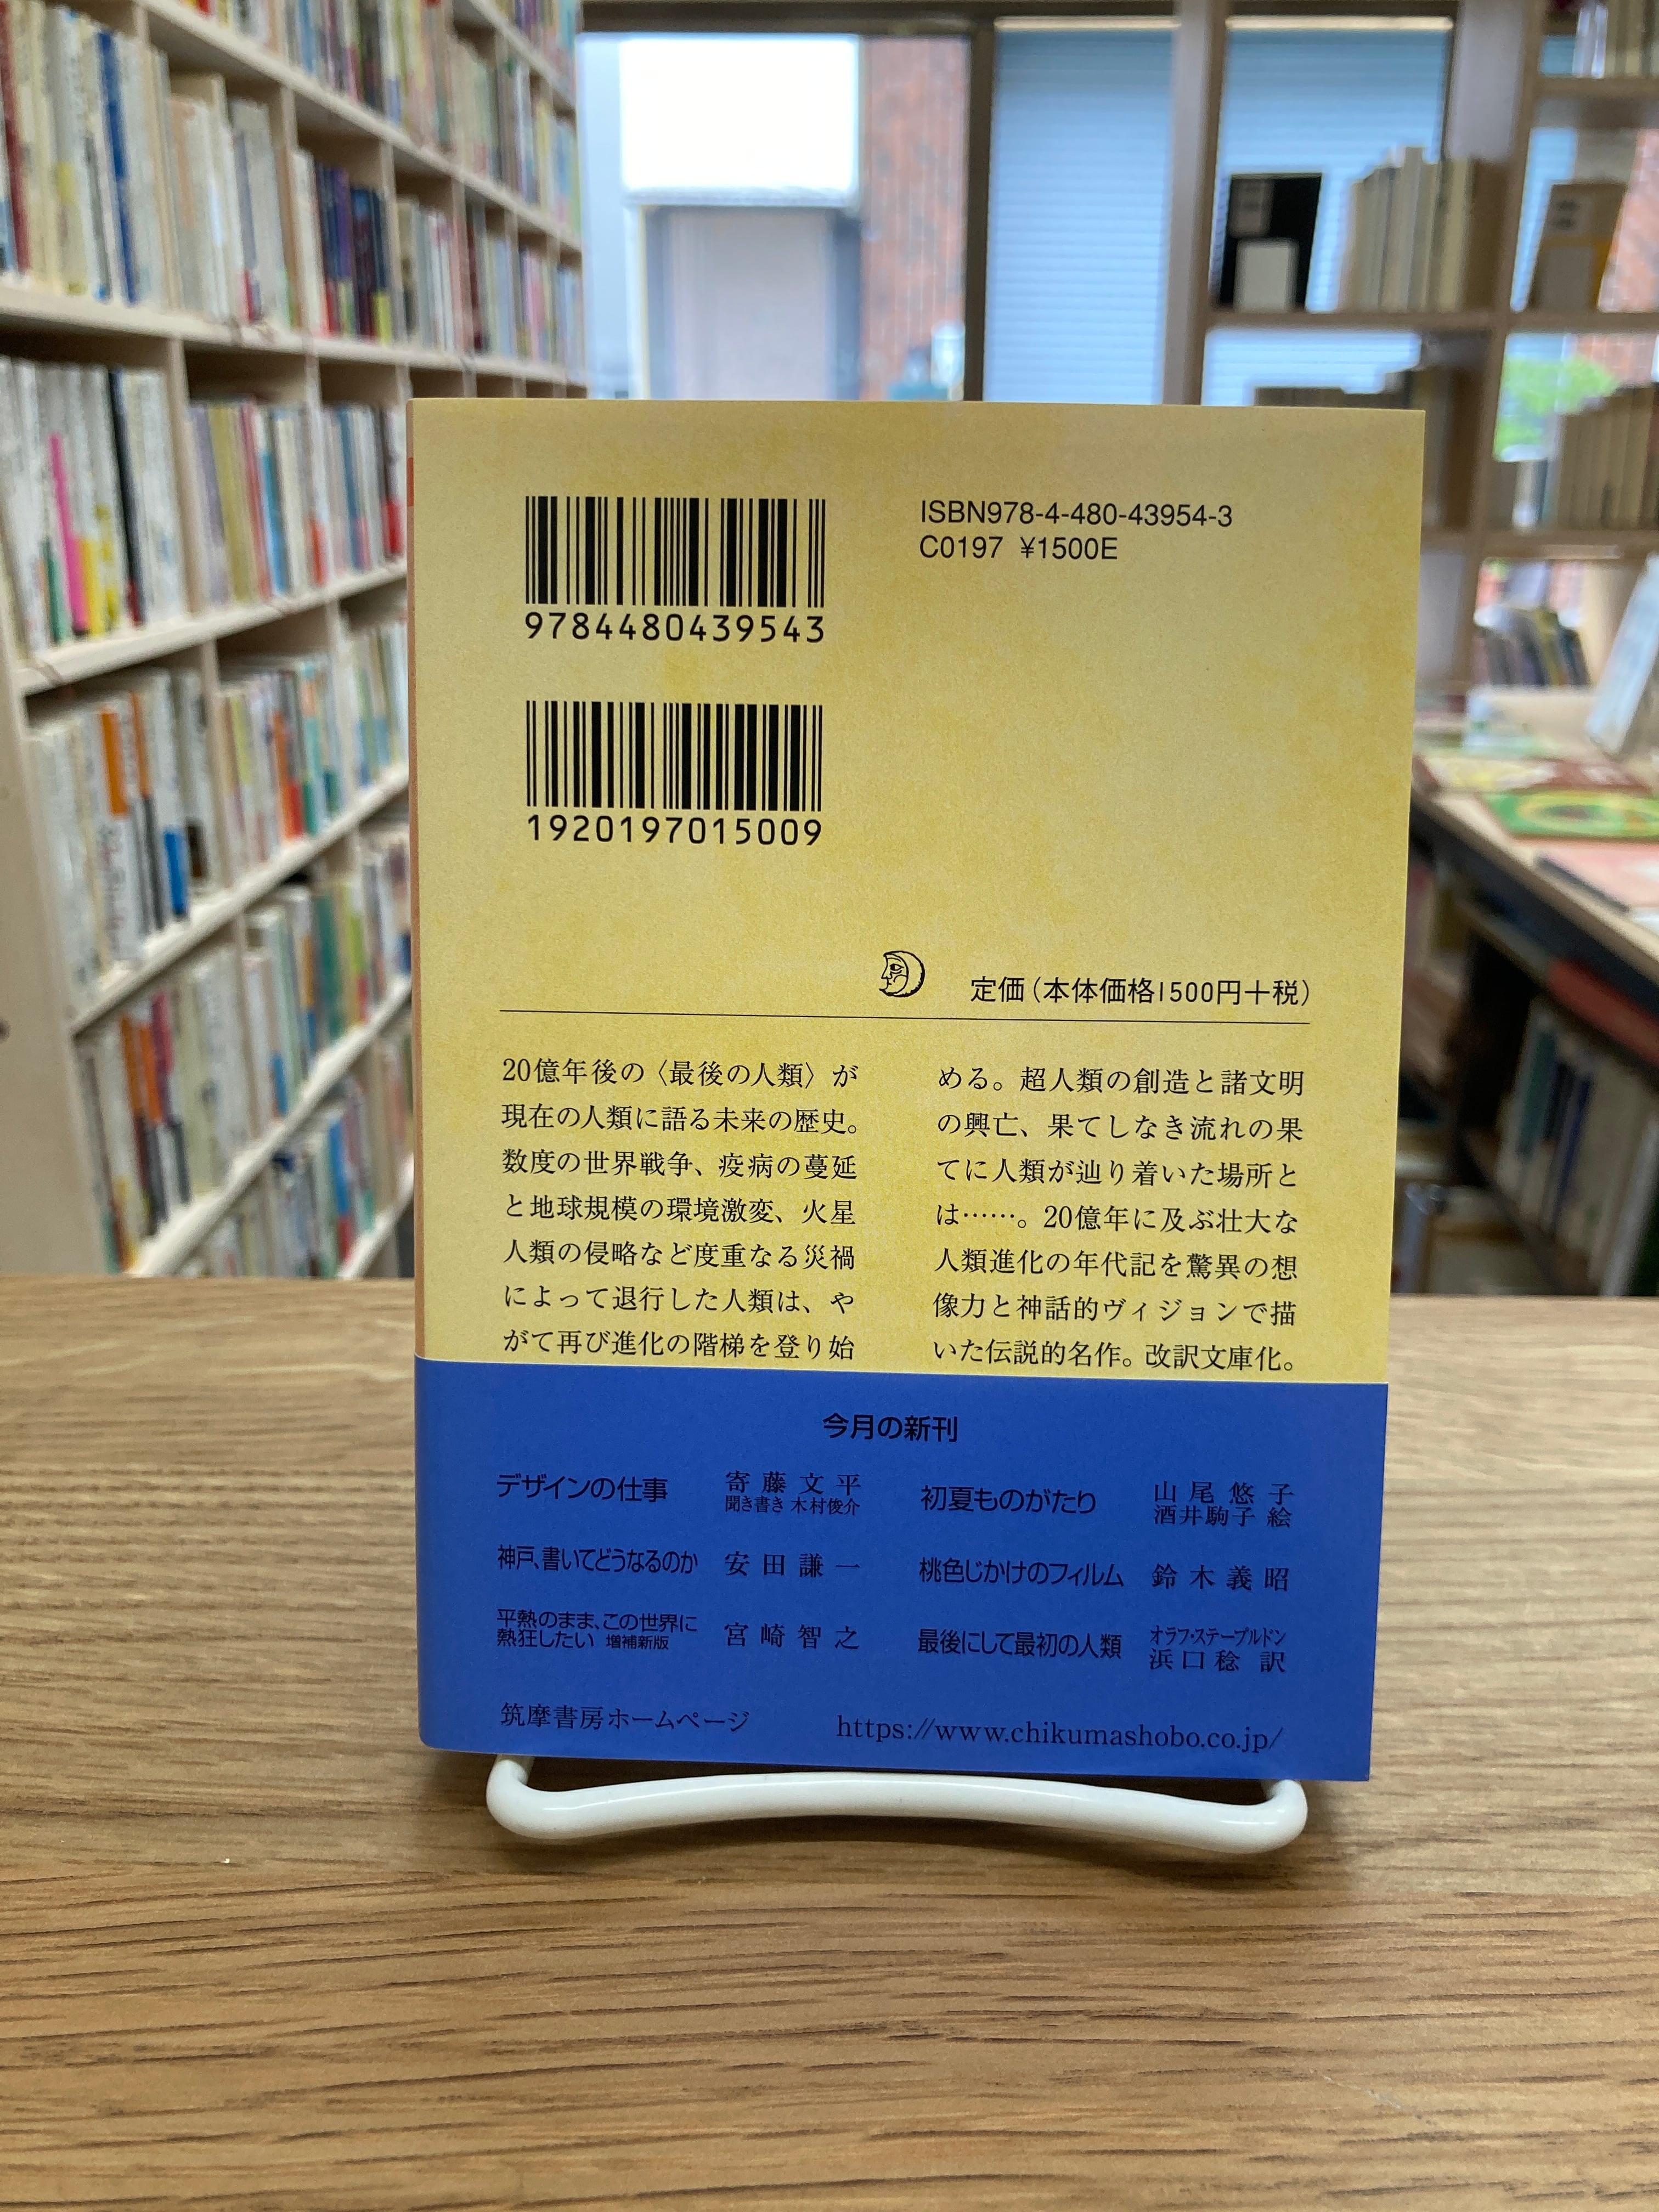 9784480439543
ISBN978-4-480-43954-3
C0197 ¥1500E
1920197015009
定価(本体価格1500円+税)
20億年後の〈最後の人類〉が
現在の人類に語る未来の歴史。
数度の世界戦争、疫病の蔓延
と地球規模の環境激変、火星
人類の侵略など度重なる災禍
によって退行した人類は、や
がて再び進化の階梯を登り始
める。超人類の創造と諸文明
の興亡、果てしなき流れの果
てに人類が辿り着いた場所と
は……。20億年に及ぶ壮大な
人類進化の年代記を驚異の想
像力と神話的ヴィジョンで描
いた伝説的名作。改訳文庫化。
今月の新刊
デザインの仕事 寄藤文平
聞き書き 木村俊介
神戸、書いてどうなるのか 安田謙一
平熱のまま、この世界に
熱狂したい 増補新版 宮崎智之
初夏ものがたり 山尾悠子
酒井駒子 絵
桃色じかけのフィルム 鈴木義昭
最後にして最初の人類 オラフ・ステープルドン
浜口稔 訳
筑摩書房ホームページ https://www.chikumashobo.co.jp/